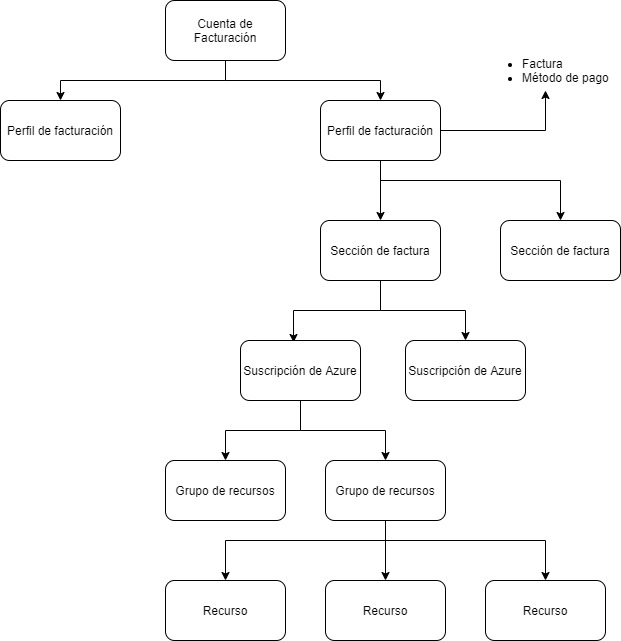 Cuenta de
Facturación
Factura
Método de pago
Perfil de facturación
Perfil de facturación
Sección de factura
Sección de factura
Suscripción de Azure
Suscripción de Azure
Grupo de recursos
Grupo de recursos
Recurso
Recurso
Recurso